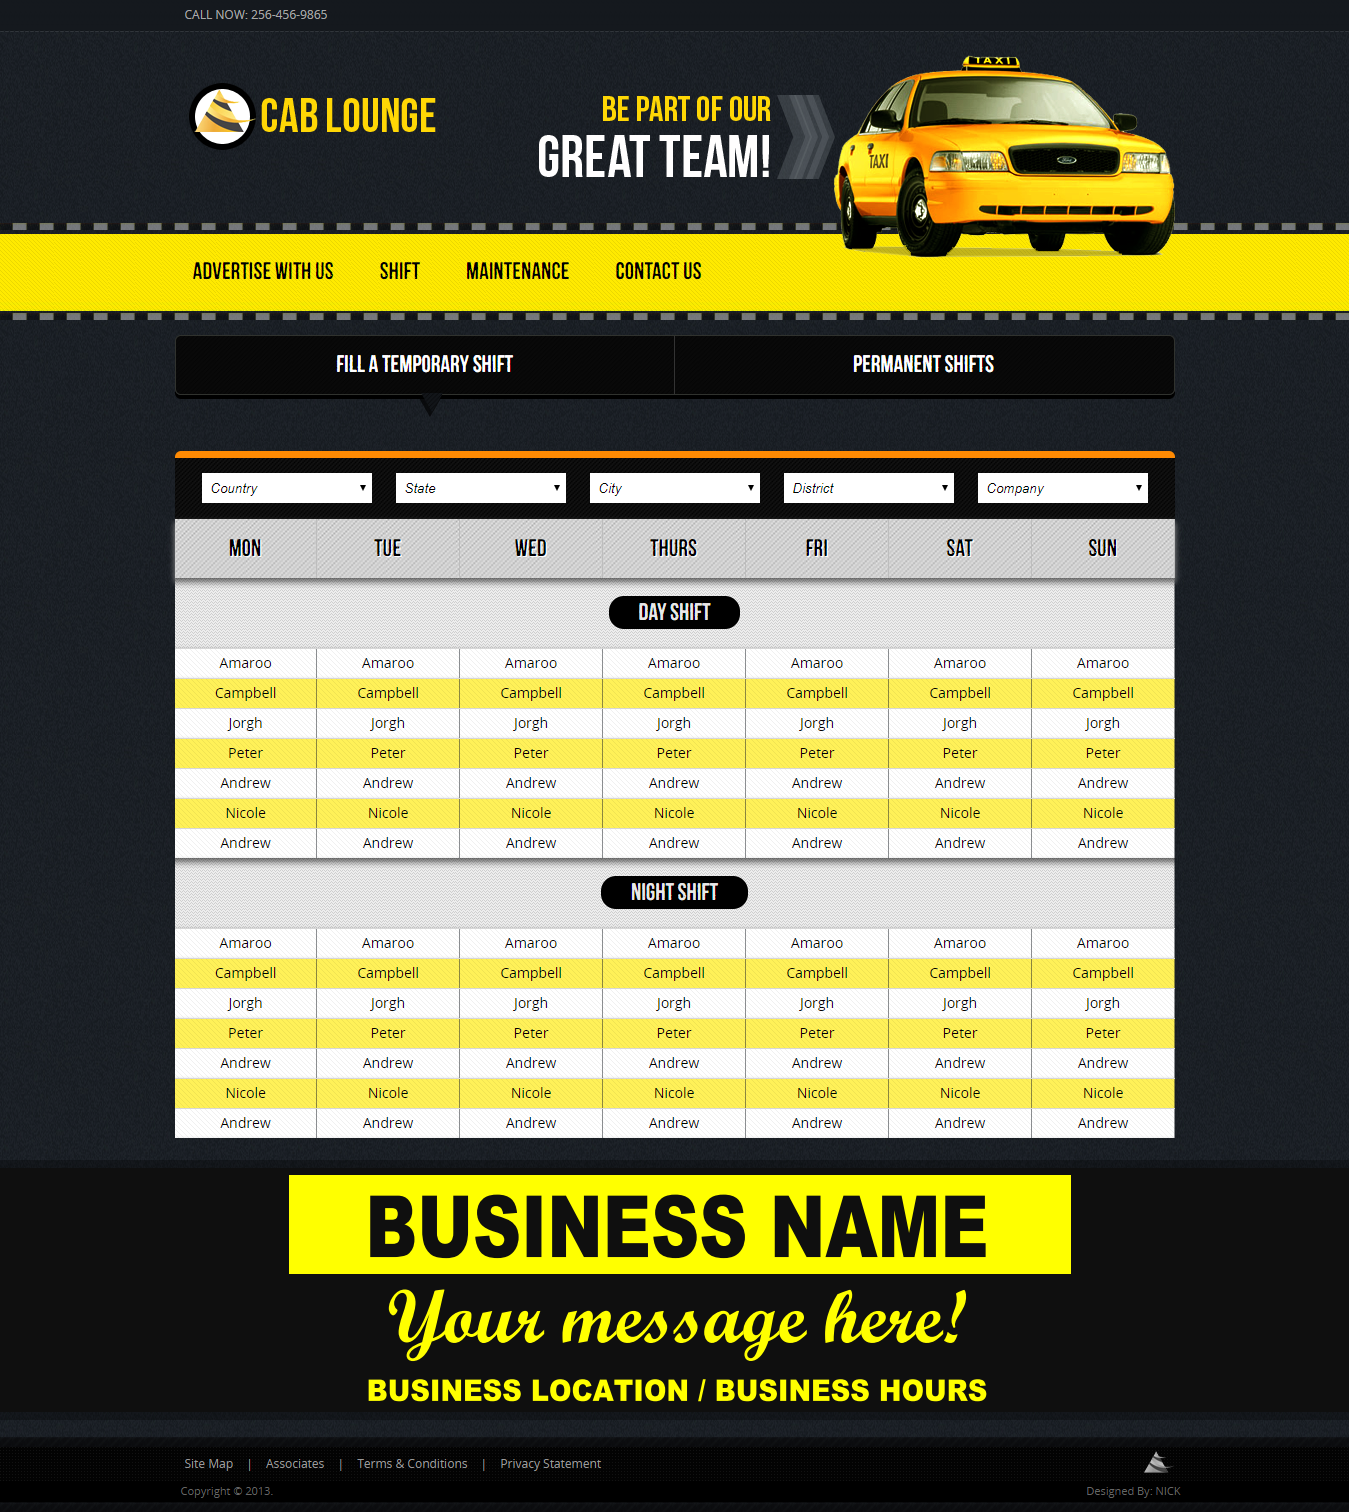 CALL NOW: 256-456-9865
CAB LOUNGE
BE PART OF OUR
GREAT TEAM!
TAXI
TAXI
Ford
ADVERTISE WITH US SHIFT MAINTENANCE CONTACT US
FILL A TEMPORARY SHIFT PERMANENT SHIFTS
Country State City District Company
MON TUE WED THURS FRI SAT SUN
DAY SHIFT
Amaroo Amaroo Amaroo Amaroo Amaroo Amaroo Amaroo
Campbell Campbell Campbell Campbell Campbell Campbell Campbell
Jorgh Jorgh Jorgh Jorgh Jorgh Jorgh Jorgh
Peter Peter Peter Peter Peter Peter Peter
Andrew Andrew Andrew Andrew Andrew Andrew Andrew
Nicole Nicole Nicole Nicole Nicole Nicole Nicole
Andrew Andrew Andrew Andrew Andrew Andrew Andrew
NIGHT SHIFT
Amaroo Amaroo Amaroo Amaroo Amaroo Amaroo Amaroo
Campbell Campbell Campbell Campbell Campbell Campbell Campbell
Jorgh Jorgh Jorgh Jorgh Jorgh Jorgh Jorgh
Peter Peter Peter Peter Peter Peter Peter
Andrew Andrew Andrew Andrew Andrew Andrew Andrew
Nicole Nicole Nicole Nicole Nicole Nicole Nicole
Andrew Andrew Andrew Andrew Andrew Andrew Andrew
BUSINESS NAME
Your message here!
BUSINESS LOCATION / BUSINESS HOURS
Site Map | Associates | Terms & Conditions | Privacy Statement
Copyright © 2013. Designed By: NICK